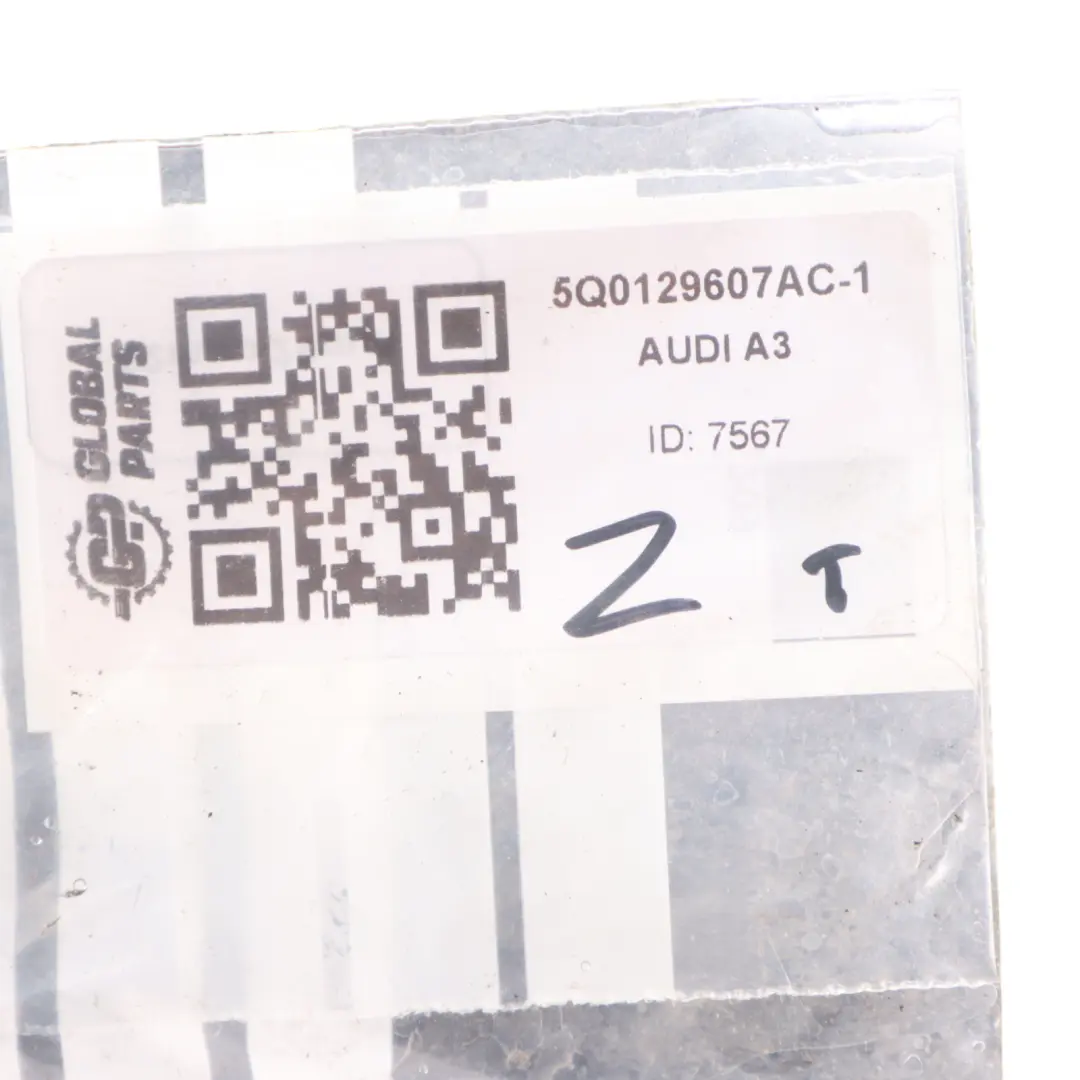 GLOBAL
PARTS
5Q0129607AC-1
AUDI A3
ID: 7567
Z T